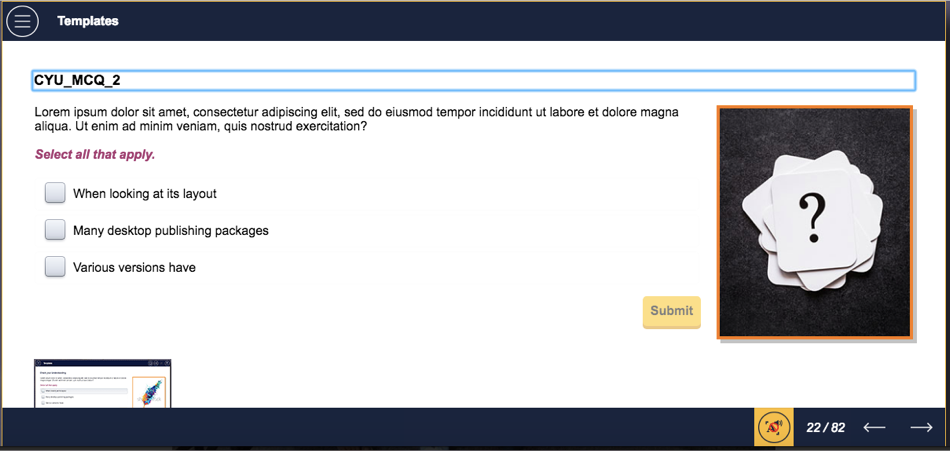 Templates
CYU_MCQ_2
Lorem ipsum dolor sit amet, consectetur adipiscing elit, sed do eiusmod tempor incididunt ut labore et dolore magna
aliqua. Ut enim ad minim veniam, quis nostrud exercitation?
Select all that apply.
When looking at its layout
Many desktop publishing packages
Various versions have
?
Submit
22 / 82